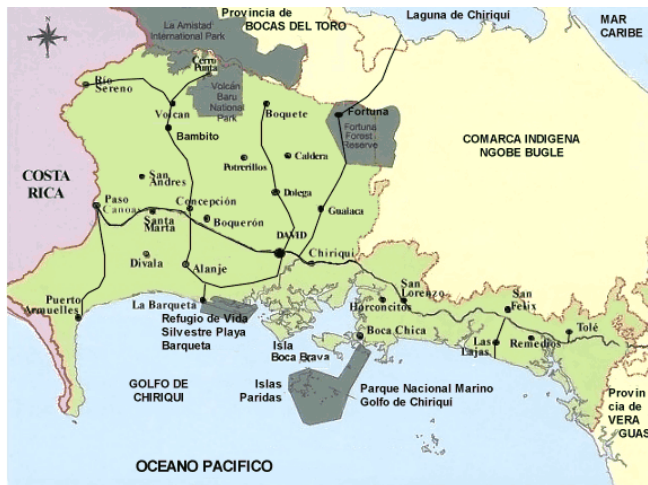 Provincia de
BOCAS DEL TORO
Laguna de Chiriquí
MAR
CARIBE
N
La Amistad
International Park
Cerro
Punta
Río
Sereno
Volcán
Baru
National
Park
Volcan
Boquete
Fortuna
Bambito
Fortuna
Forest
Reserve
COMARCA INDIGENA
NGOBE BUGLE
COSTA
RICA
Potrerillos
Caldera
San
Andres
Dolega
Paso
Canoas
Concepción
Santa
Marta
Boquerón
Gualaca
DAVID
Divala
Alanje
Chiriqui
San
Lorenzo
Puerto
Armuelles
La Barqueta
Horconcitos
San
Felix
Refugio de Vida
Silvestre Playa
Barqueta
Isla
Boca Brava
Boca Chica
Las
Lajas
Remedios
Tolé
GOLFO DE
CHIRIQUI
Islas
Paridas
Parque Nacional Marino
Golfo de Chiriquí
Provin
cia de
VERA
GUAS
OCEANO PACIFICO